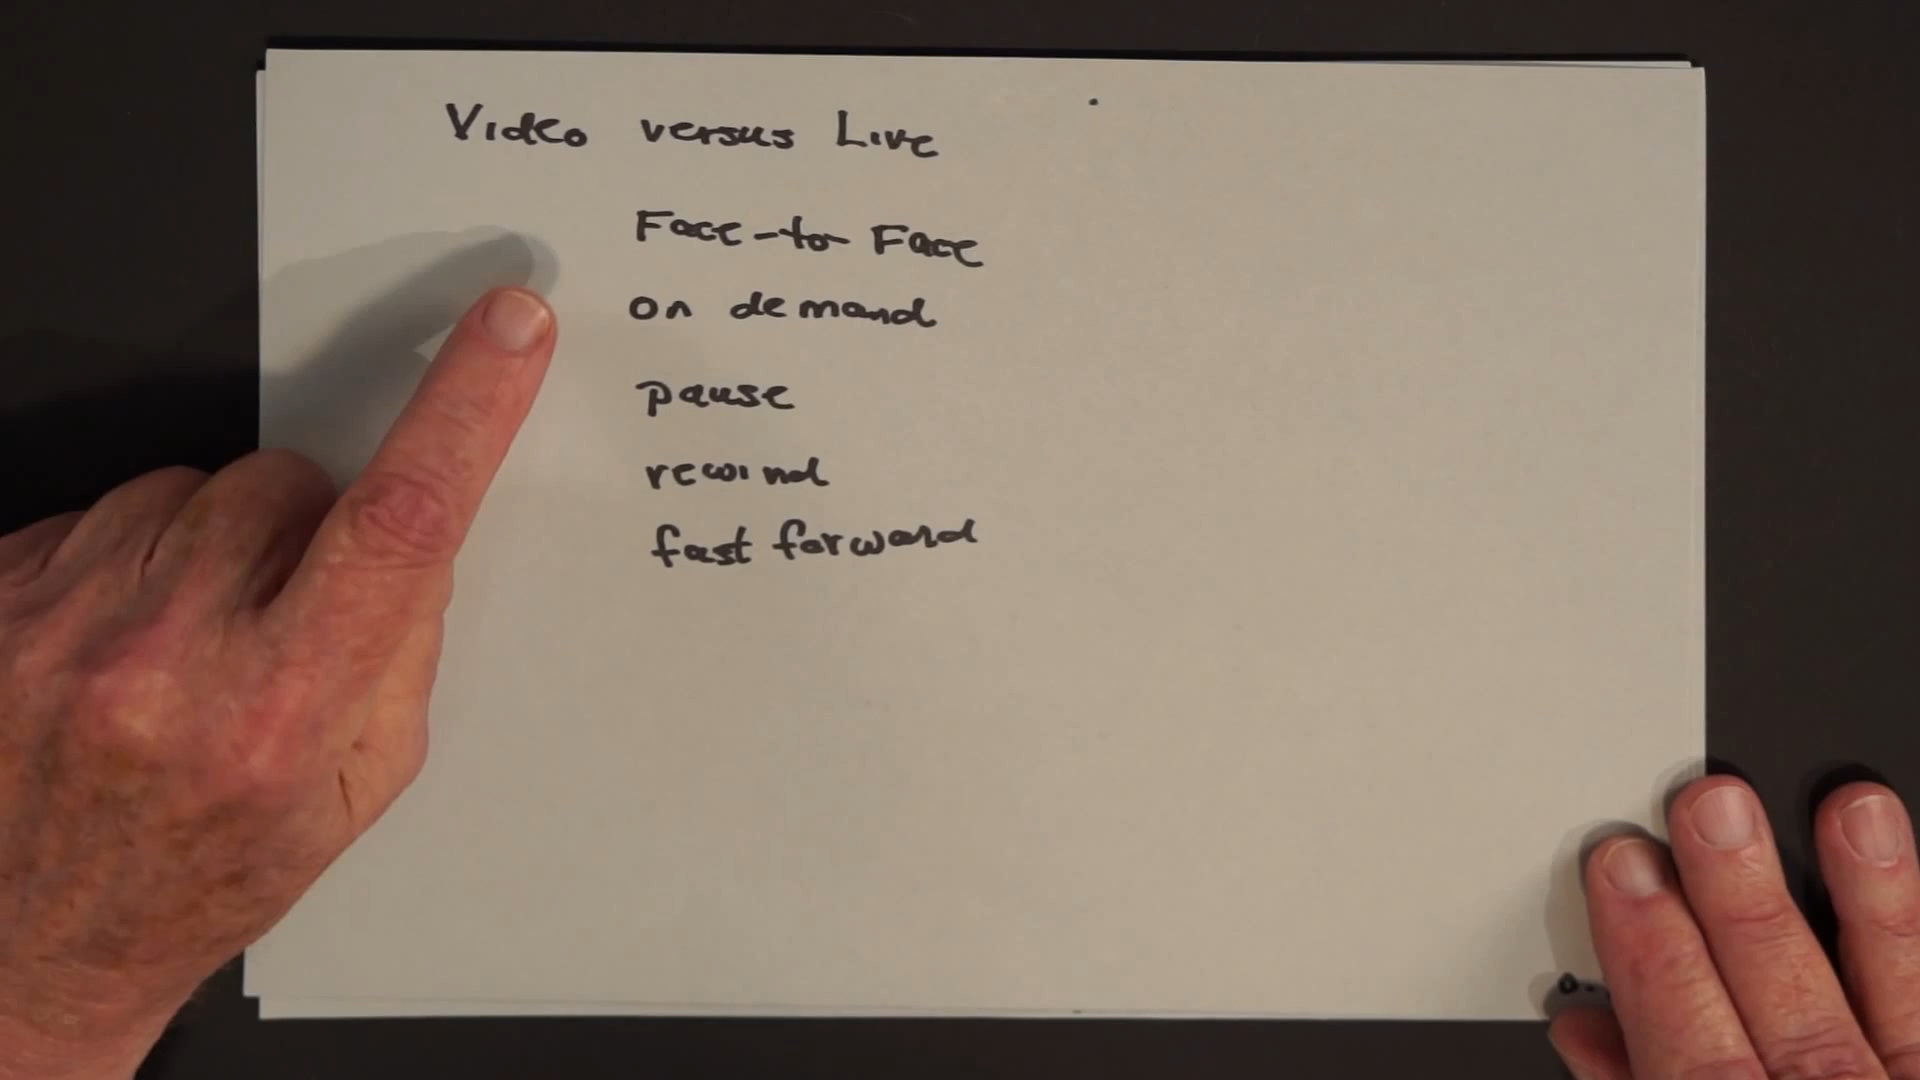 Video versus Live
Face-to-Face
on demand
pause
rewind
fast forward